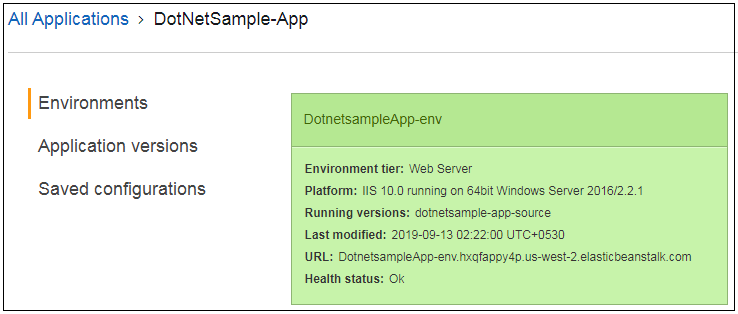 All Applications > DotNetSample-App
Environments
Application versions
Saved configurations
DotnetsampleApp-env
Environment tier: Web Server
Platform: IIS 10.0 running on 64bit Windows Server 2016/2.2.1
Running versions: dotnetsample-app-source
Last modified: 2019-09-13 02:22:00 UTC+0530
URL: DotnetsampleApp-env.hxqfappy4p.us-west-2.elasticbeanstalk.com
Health status: Ok